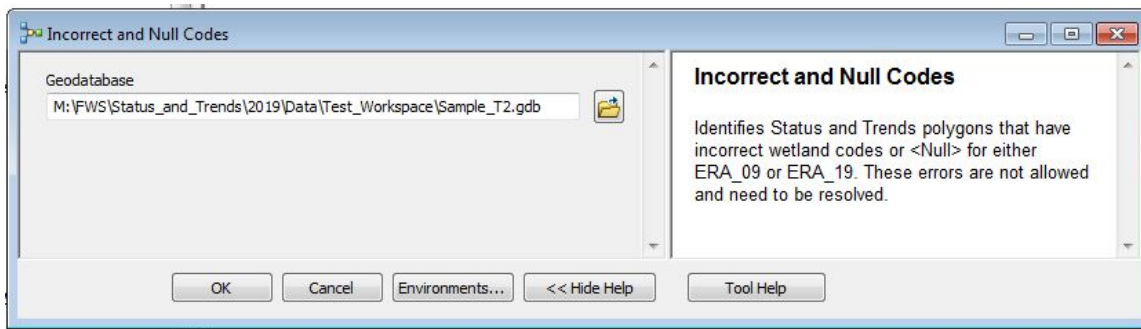 Incorrect and Null Codes
Geodatabase
M:\FWS\Status_and_Trends\2019\Data\Test_Workspace\Sample_T2.gdb
Incorrect and Null Codes
Identifies Status and Trends polygons that have
incorrect wetland codes or <Null> for either
ERA_09 or ERA_19. These errors are not allowed
and need to be resolved.
OK
Cancel
Environments...
<< Hide Help
Tool Help